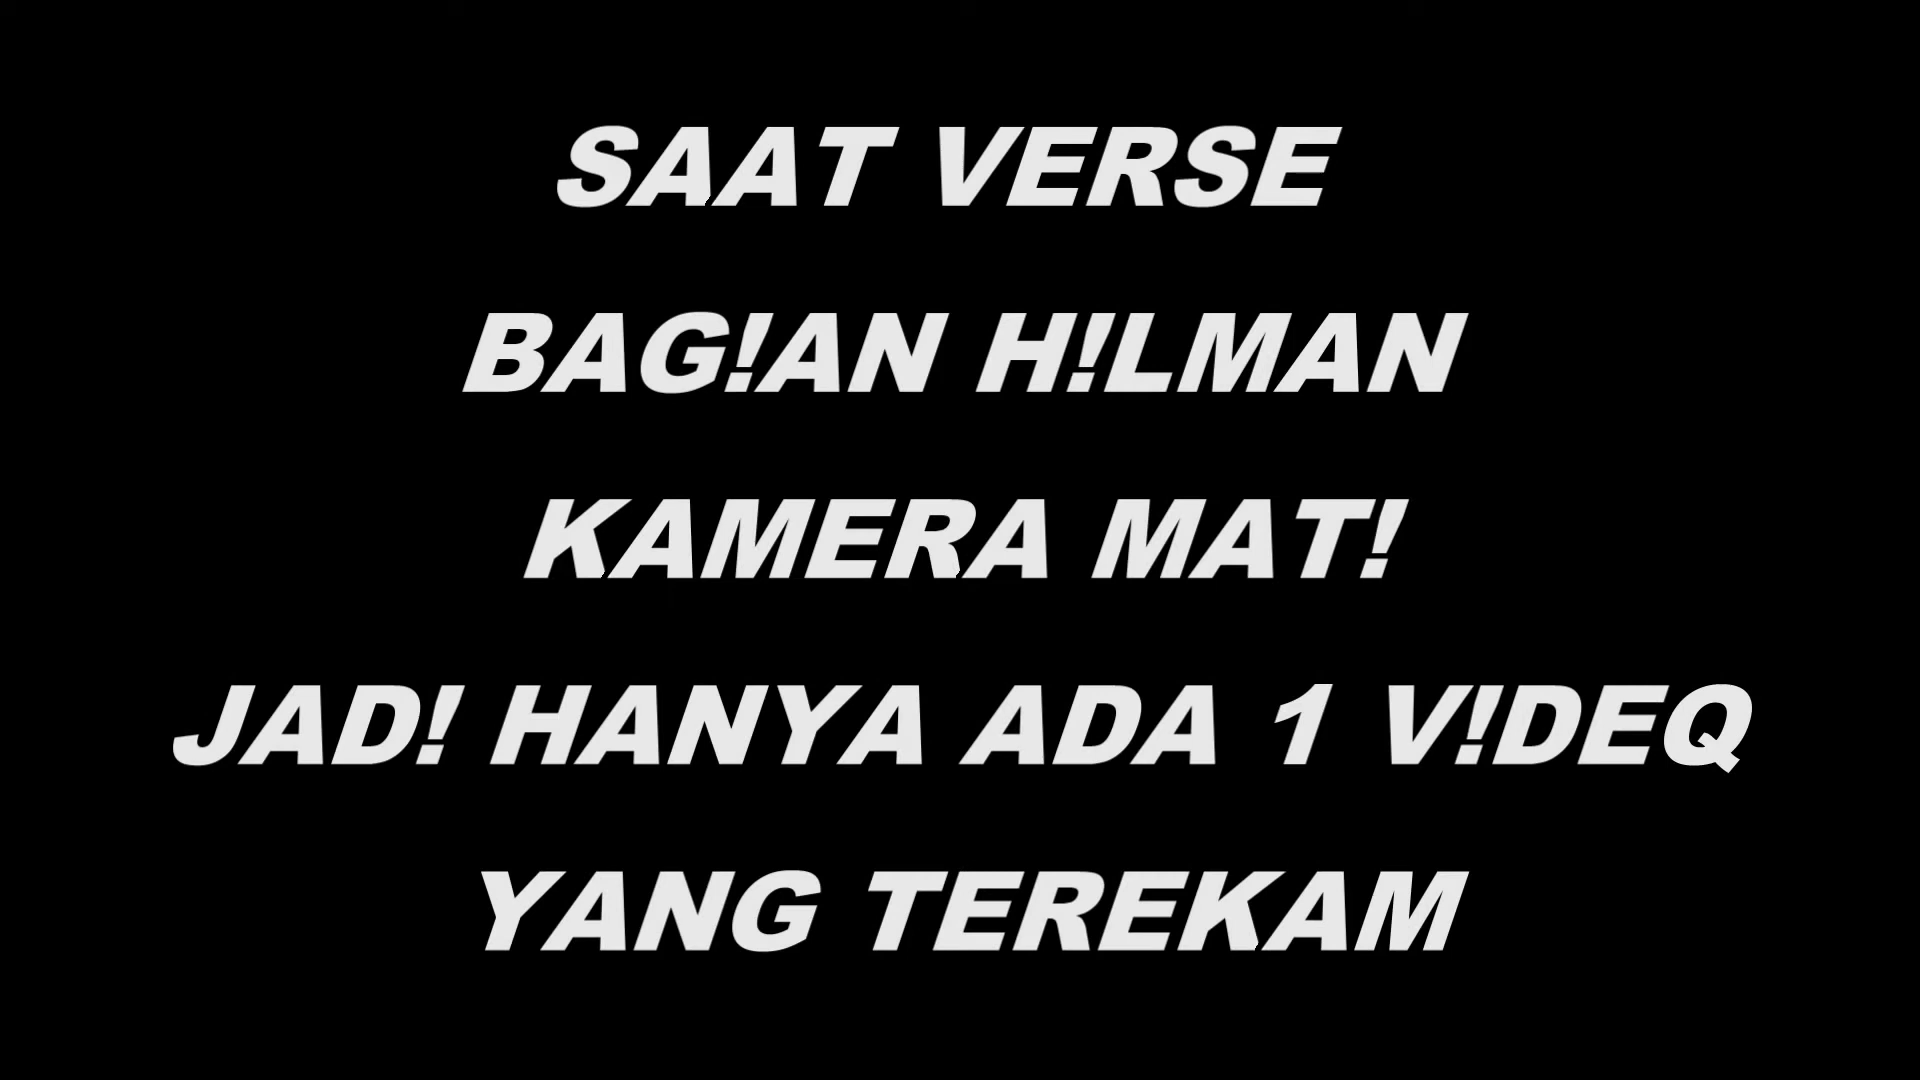 SAAT VERSE
BAG!AN H!LMAN
KAMERA MAT!
JAD! HANYA ADA 1 V!DEQ
YANG TEREKAM